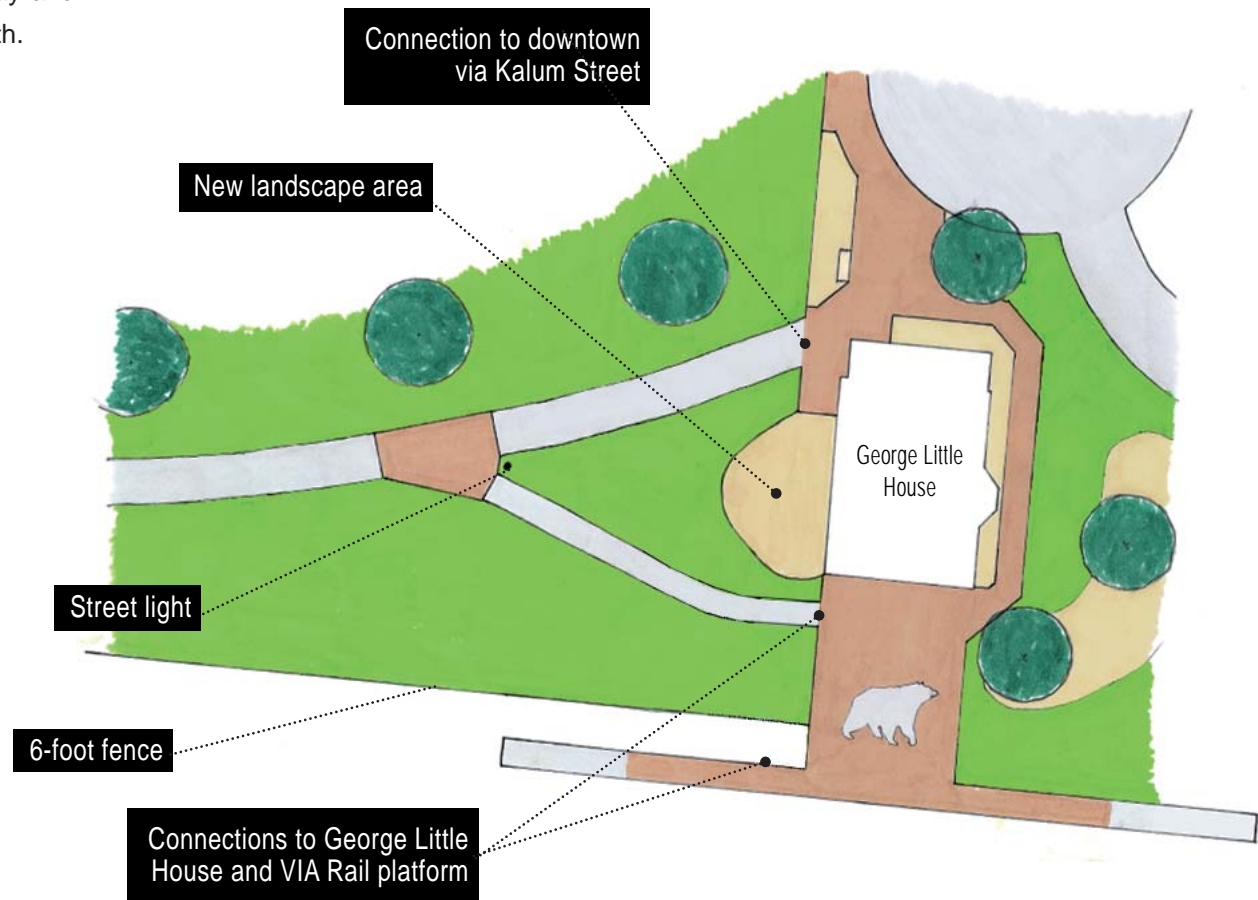 th.
Connection to downtown
via Kalum Street
New landscape area
George Little
House
Street light
6-foot fence
Connections to George Little
House and VIA Rail platform